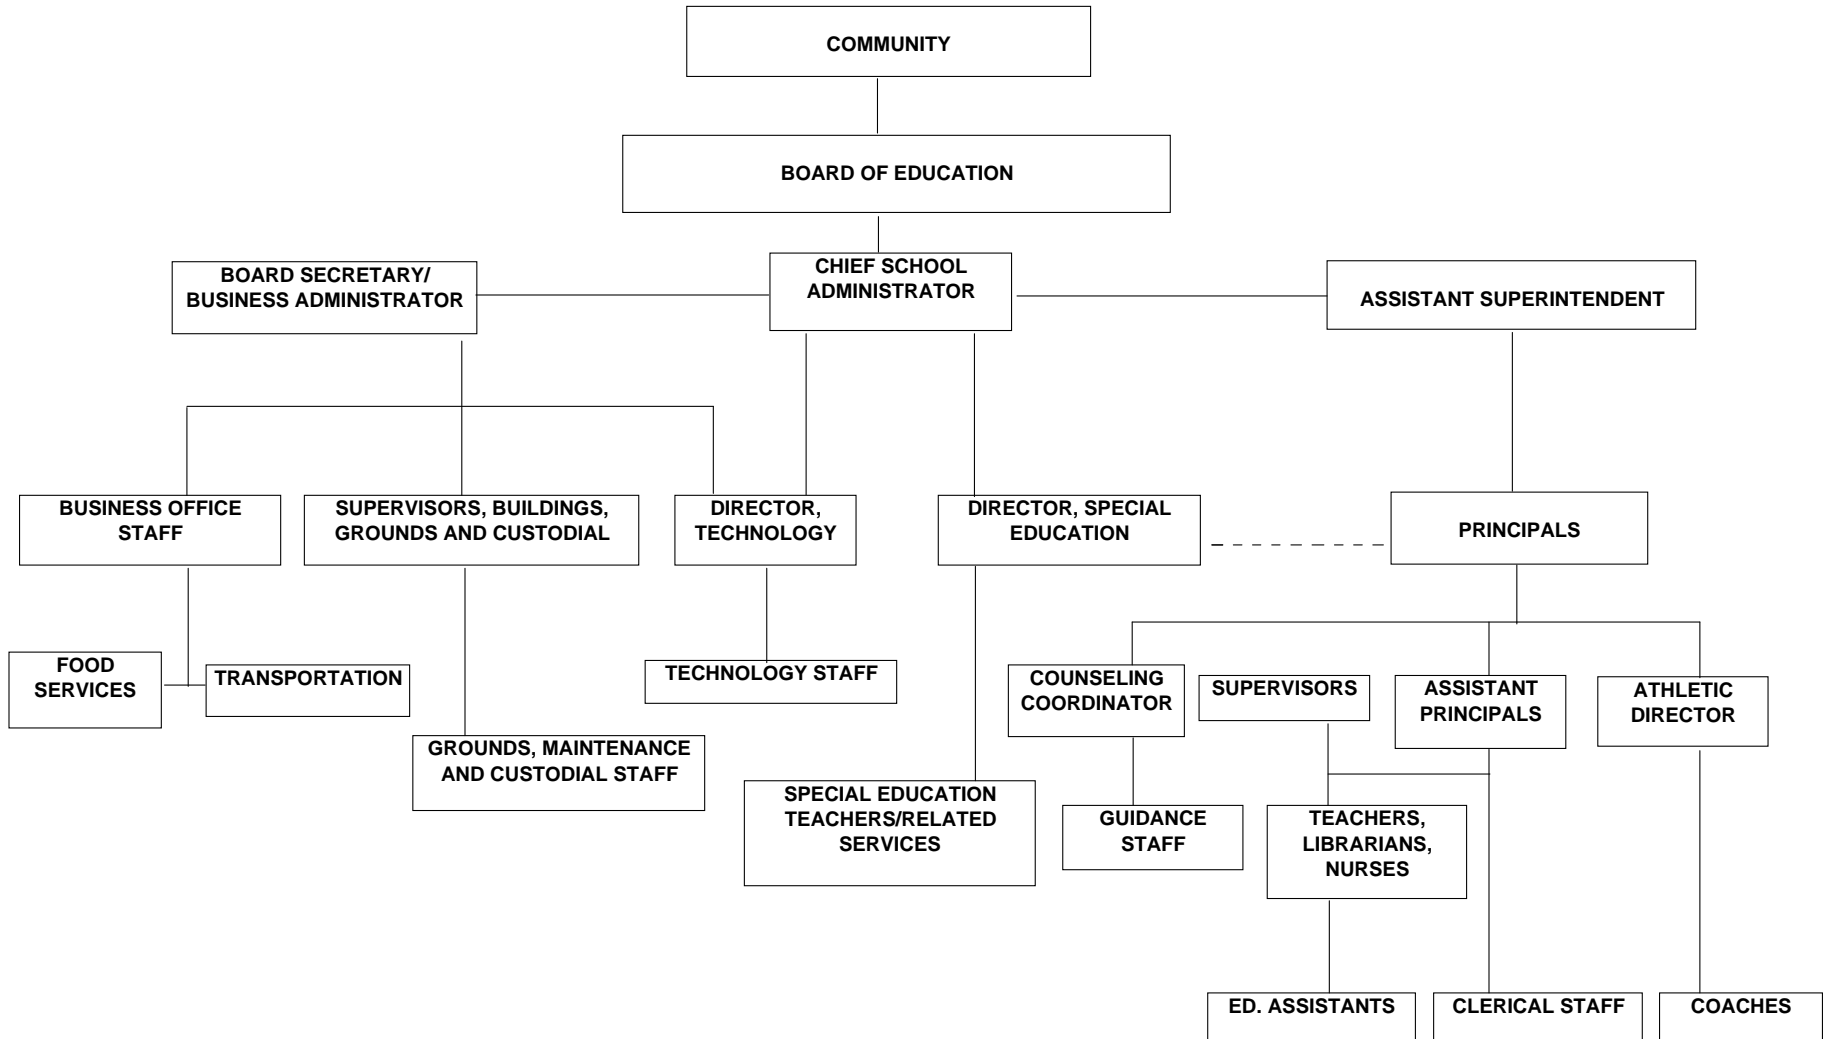 COMMUNITY
BOARD OF EDUCATION
BOARD SECRETARY/
BUSINESS ADMINISTRATOR
CHIEF SCHOOL
ADMINISTRATOR
ASSISTANT SUPERINTENDENT
BUSINESS OFFICE
STAFF
SUPERVISORS, BUILDINGS,
GROUNDS AND CUSTODIAL
DIRECTOR,
TECHNOLOGY
DIRECTOR, SPECIAL
EDUCATION
PRINCIPALS
FOOD
SERVICES
TRANSPORTATION
TECHNOLOGY STAFF
COUNSELING
COORDINATOR
SUPERVISORS
ASSISTANT
PRINCIPALS
ATHLETIC
DIRECTOR
GROUNDS, MAINTENANCE
AND CUSTODIAL STAFF
SPECIAL EDUCATION
TEACHERS/RELATED
SERVICES
GUIDANCE
STAFF
TEACHERS,
LIBRARIANS,
NURSES
ED. ASSISTANTS
CLERICAL STAFF
COACHES